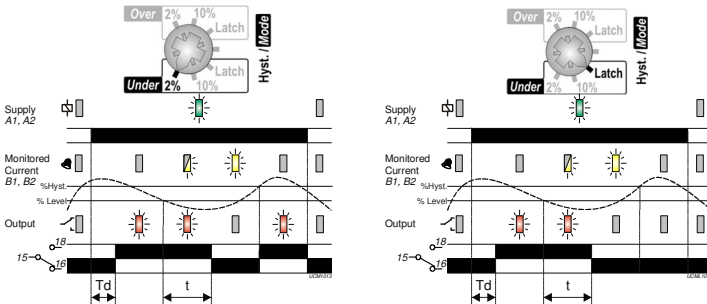 Over 2% 10% Latch
Hyst. / Mode
Latch
Under 2% 10%
Supply
A1, A2
Monitored
Current
B1, B2
%Hyst.
% Level
Output
18
15
16
UCM1013
Td
t
Over 2% 10% Latch
Hyst. / Mode
Latch
Under 2% 10%
Supply
A1, A2
Monitored
Current
B1, B2
%Hyst.
% Level
Output
18
15
16
Td
t